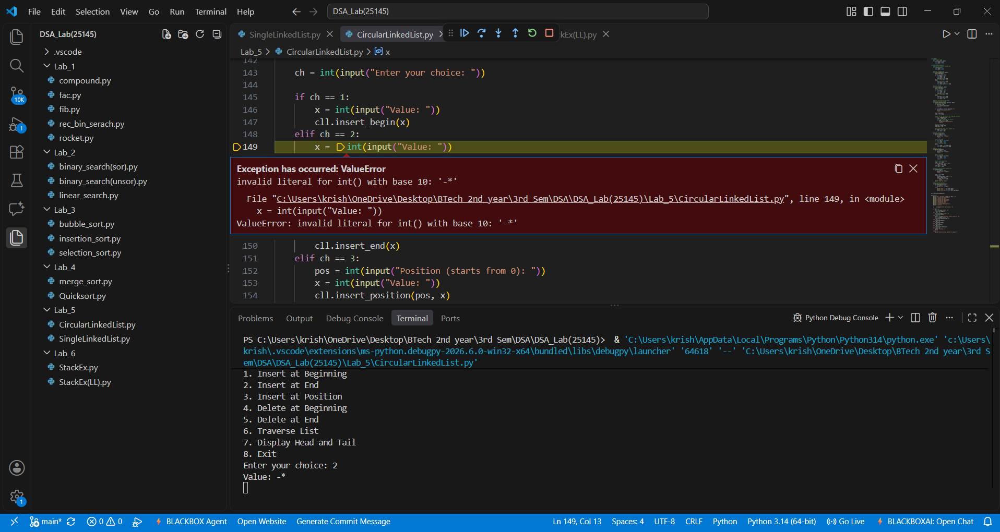 File Edit Selection View Go Run Terminal Help
DSA_Lab(25145)
DSA_Lab(25145)
.vscode
Lab_1
compound.py
fac.py
fib.py
rec_bin_serach.py
rocket.py
Lab_2
binary_search(sor).py
binary_search(unsor).py
linear_search.py
Lab_3
bubble_sort.py
insertion_sort.py
selection_sort.py
Lab_4
merge_sort.py
Quicksort.py
Lab_5
CircularLinkedList.py
SingleLinkedList.py
Lab_6
StackEx.py
StackEx(LL).py
10K
1
1
SingleLinkedList.py CircularLinkedList.py kEx(LL).py
Lab_5 > CircularLinkedList.py > x
142
143 ch = int(input("Enter your choice: "))
144
145 if ch == 1:
146 x = int(input("Value: "))
147 cll.insert_begin(x)
148 elif ch == 2:
149 x = int(input("Value: "))
Exception has occurred: ValueError
invalid literal for int() with base 10: '-*'
File "C:\Users\krish\OneDrive\Desktop\BTech 2nd year\3rd Sem\DSA\DSA_Lab(25145)\Lab_5\CircularLinkedList.py", line 149, in <module>
x = int(input("Value: "))
ValueError: invalid literal for int() with base 10: '-*'
150 cll.insert_end(x)
151 elif ch == 3:
152 pos = int(input("Position (starts from 0): "))
153 x = int(input("Value: "))
154 cll.insert_position(pos, x)
Problems Output Debug Console Terminal Ports
Python Debug Console
PS C:\Users\krish\OneDrive\Desktop\BTech 2nd year\3rd Sem\DSA\DSA_Lab(25145)> & 'C:\Users\krish\AppData\Local\Programs\Python\Python314\python.exe' 'c:\Users\
krish\.vscode\extensions\ms-python.debugpy-2026.6.0-win32-x64\bundled\libs\debugpy\launcher' '64618' '--' 'C:\Users\krish\OneDrive\Desktop\BTech 2nd year\3rd S
em\DSA\DSA_Lab(25145)\Lab_5\CircularLinkedList.py'
1. Insert at Beginning
2. Insert at End
3. Insert at Position
4. Delete at Beginning
5. Delete at End
6. Traverse List
7. Display Head and Tail
8. Exit
Enter your choice: 2
Value: -*
main* 0 0 BLACKBOX Agent Open Website Generate Commit Message Ln 149, Col 13 Spaces: 4 UTF-8 CRLF Python Python 3.14 (64-bit) Go Live BLACKBOXAI: Open Chat